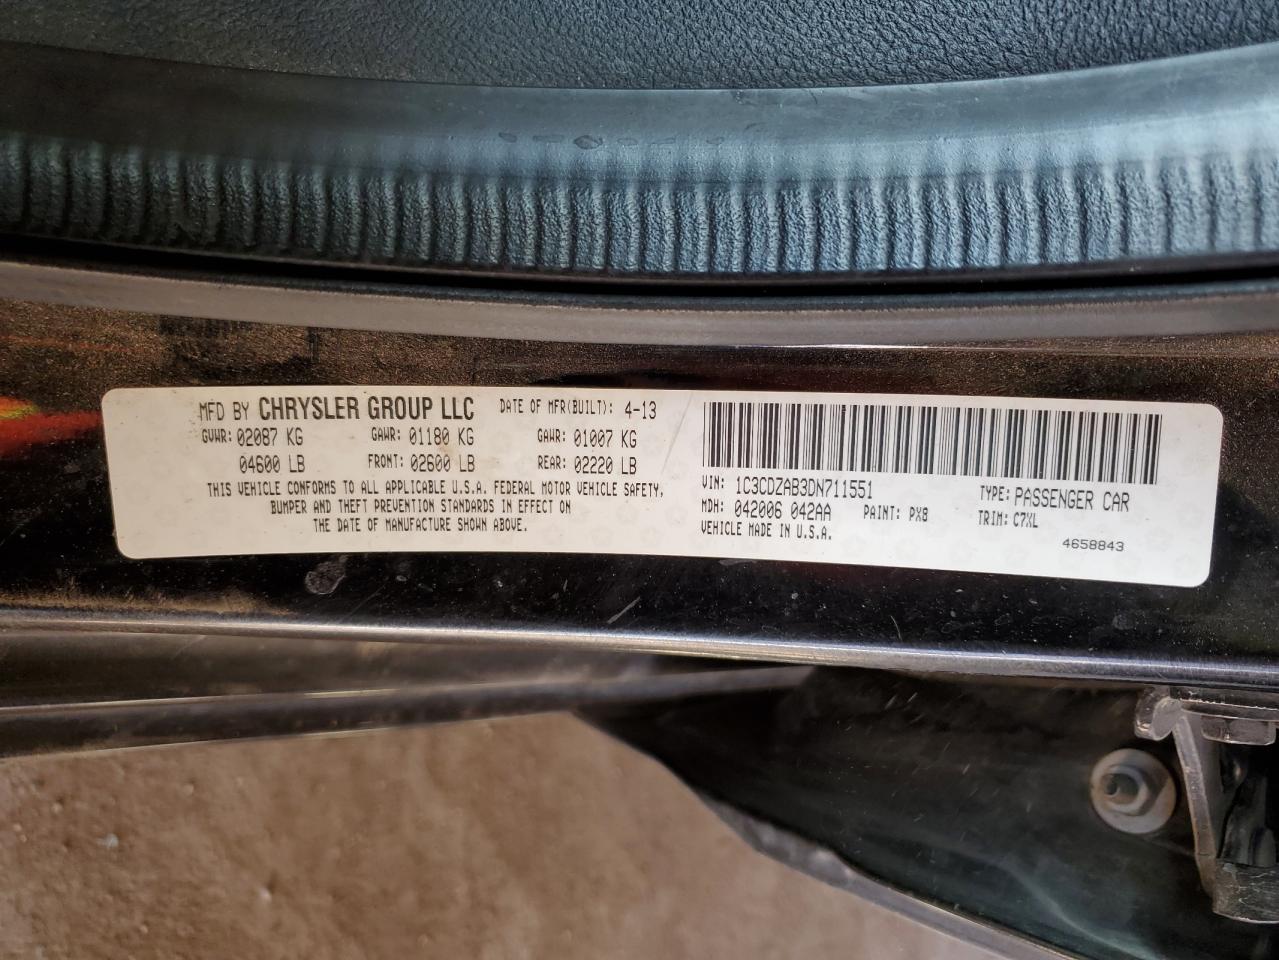 MFD BY CHRYSLER GROUP LLC DATE OF MFR(BUILT): 4-13
GVWR: 02087 KG GAWR: 01180 KG GAWR: 01007 KG
04600 LB FRONT: 02600 LB REAR: 02220 LB
THIS VEHICLE CONFORMS TO ALL APPLICABLE U.S.A. FEDERAL MOTOR VEHICLE SAFETY,
BUMPER AND THEFT PREVENTION STANDARDS IN EFFECT ON
THE DATE OF MANUFACTURE SHOWN ABOVE.
VIN: 1C3CDZAB3DN711551 TYPE: PASSENGER CAR
MDH: 042006 042AA PAINT: PX8 TRIM: C7XL
VEHICLE MADE IN U.S.A.
4658843